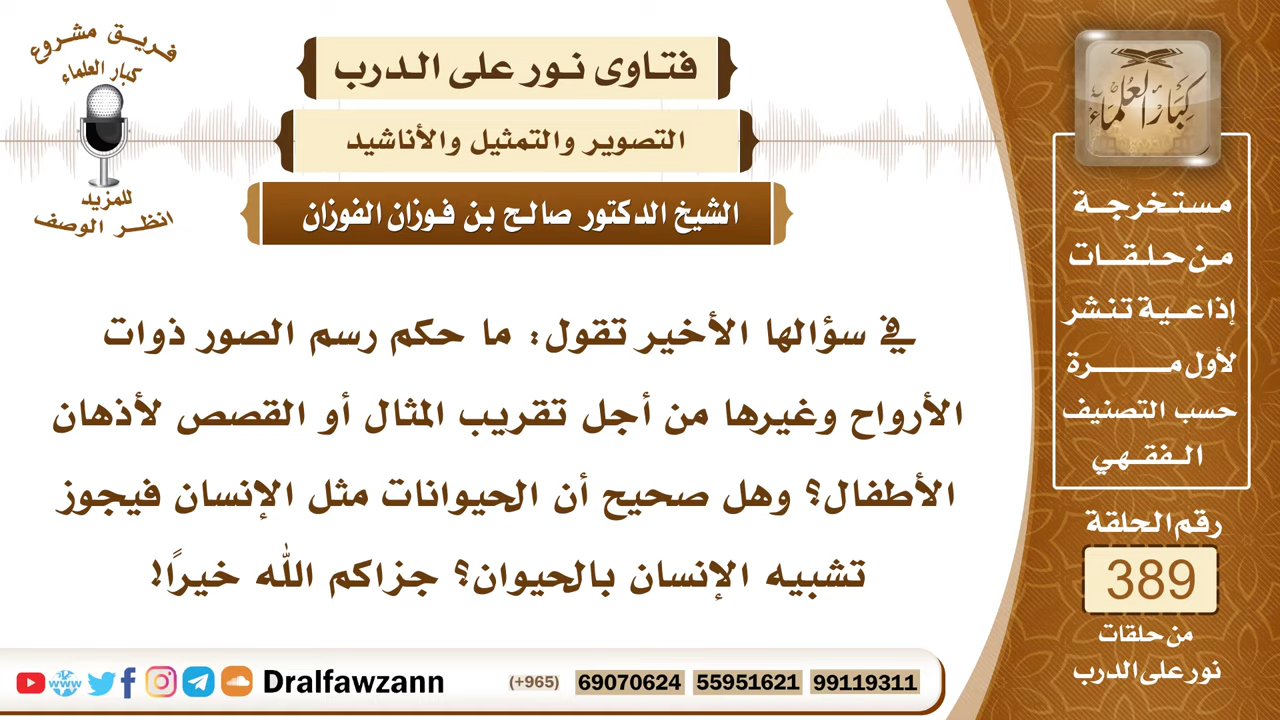 فريق مشروع
كبار العلماء
للمزيد
انظر الوصف
فتاوى نور على الدرب
التصوير والتمثيل والأناشيد
الشيخ الدكتور صالح بن فوزان الفوزان
في سؤالها الأخير تقول: ما حكم رسم الصور ذوات
الأرواح وغيرها من أجل تقريب المثال أو القصص لأذهان
الأطفال؟ وهل صحيح أن الحيوانات مثل الإنسان فيجوز
تشبيه الإنسان بالحيوان؟ جزاكم الله خيرًا!
كبار العلماء
مستخرجة
من حلقات
إذاعية تنشر
لأول مرة
حسب التصنيف
الفقهي
رقم الحلقة
389
من حلقات
نور على الدرب
www Dralfawzann (+965) 69070624 55951621 99119311